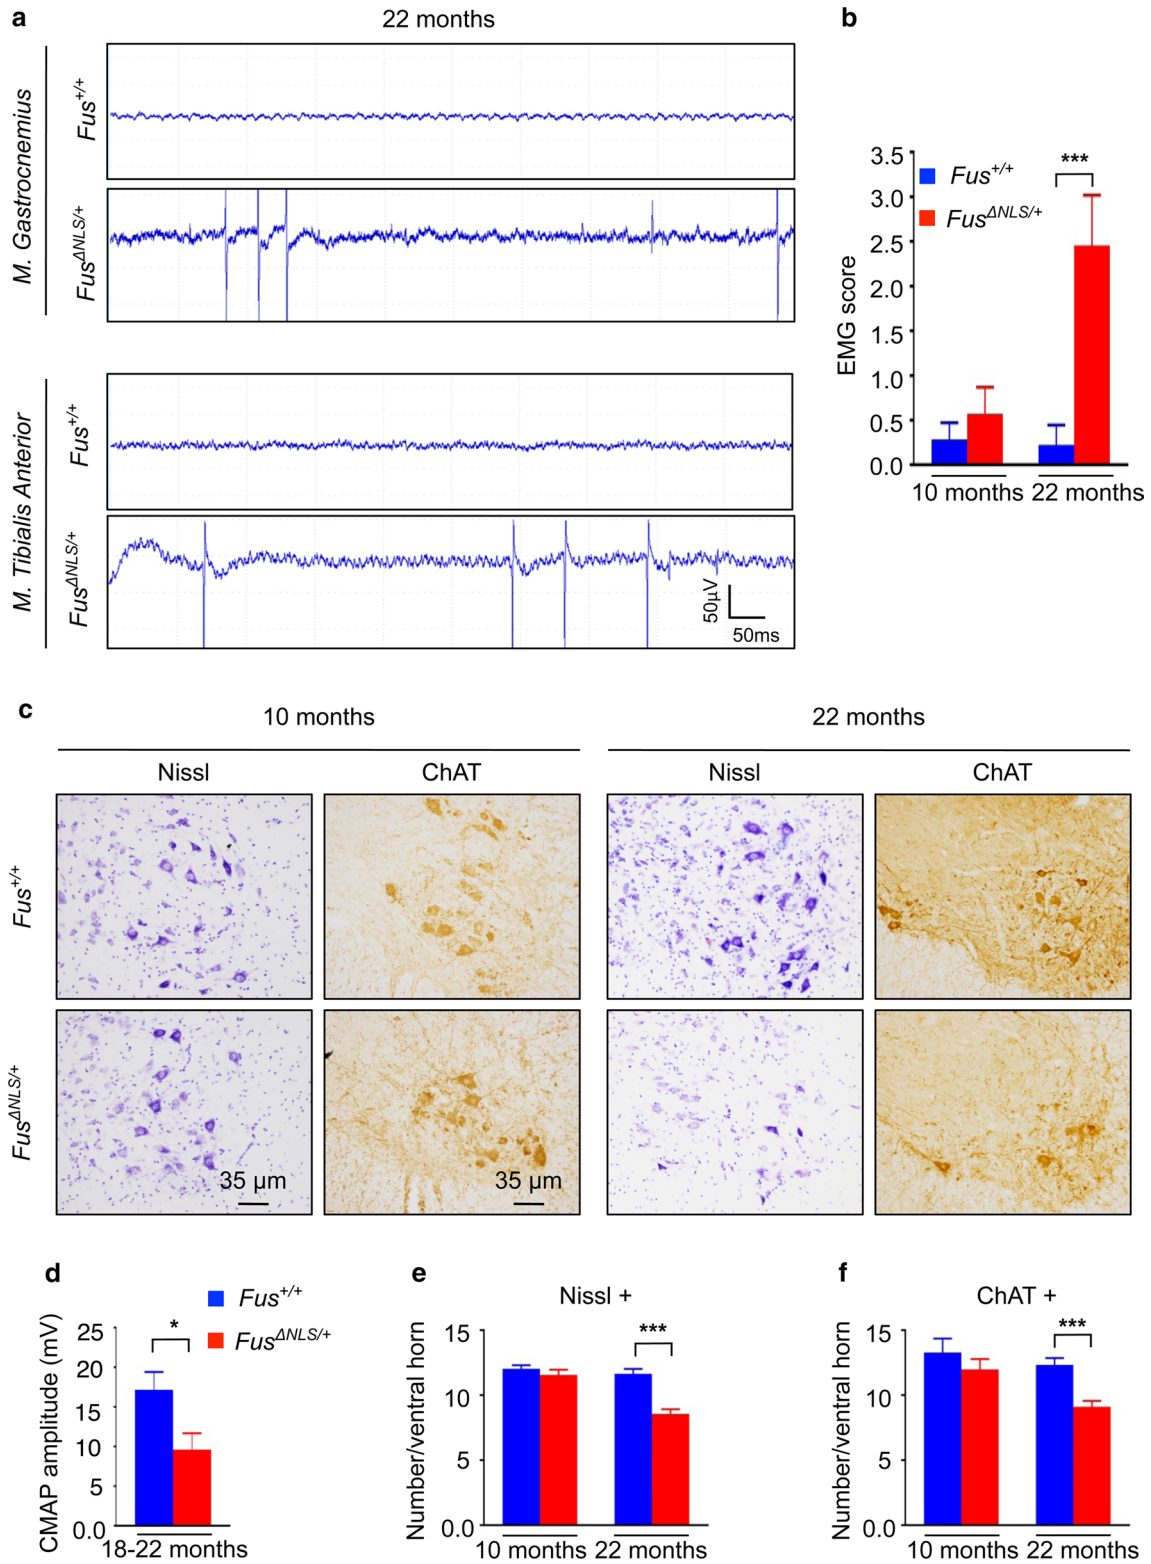 a
22 months
M. Gastrocnemius
Fus+/+
FusΔNLS/+
M. Tibialis Anterior
Fus+/+
FusΔNLS/+
50µV
50ms
b
Fus+/+
FusΔNLS/+
***
EMG score
3.5
3.0
2.5
2.0
1.5
1.0
0.5
0.0
10 months
22 months
c
10 months
22 months
Nissl
ChAT
Nissl
ChAT
Fus+/+
FusΔNLS/+
35 µm
35 µm
d
Fus+/+
FusΔNLS/+
*
CMAP amplitude (mV)
25
20
15
10
5
0.0
18-22 months
e
Nissl +
***
Number/ventral horn
15
10
5
0.0
10 months
22 months
f
ChAT +
***
Number/ventral horn
15
10
5
0.0
10 months
22 months